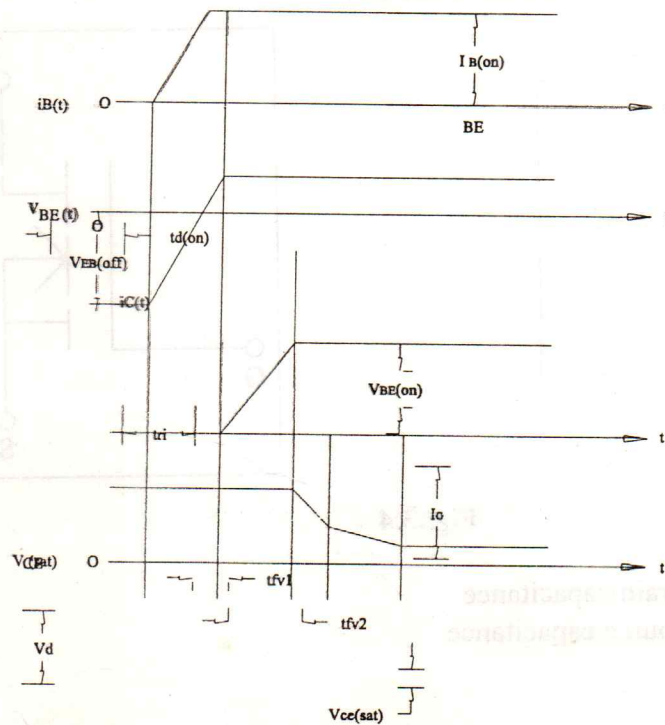 I B(on)
iB(t) O
BE
VBE(t)
O
td(on)
VEB(off)
iC(t)
VBE(on)
tri
t
Io
O
t
tfv1
tfv2
Vd
Vce(sat)
Fig
capacitance
capacitance